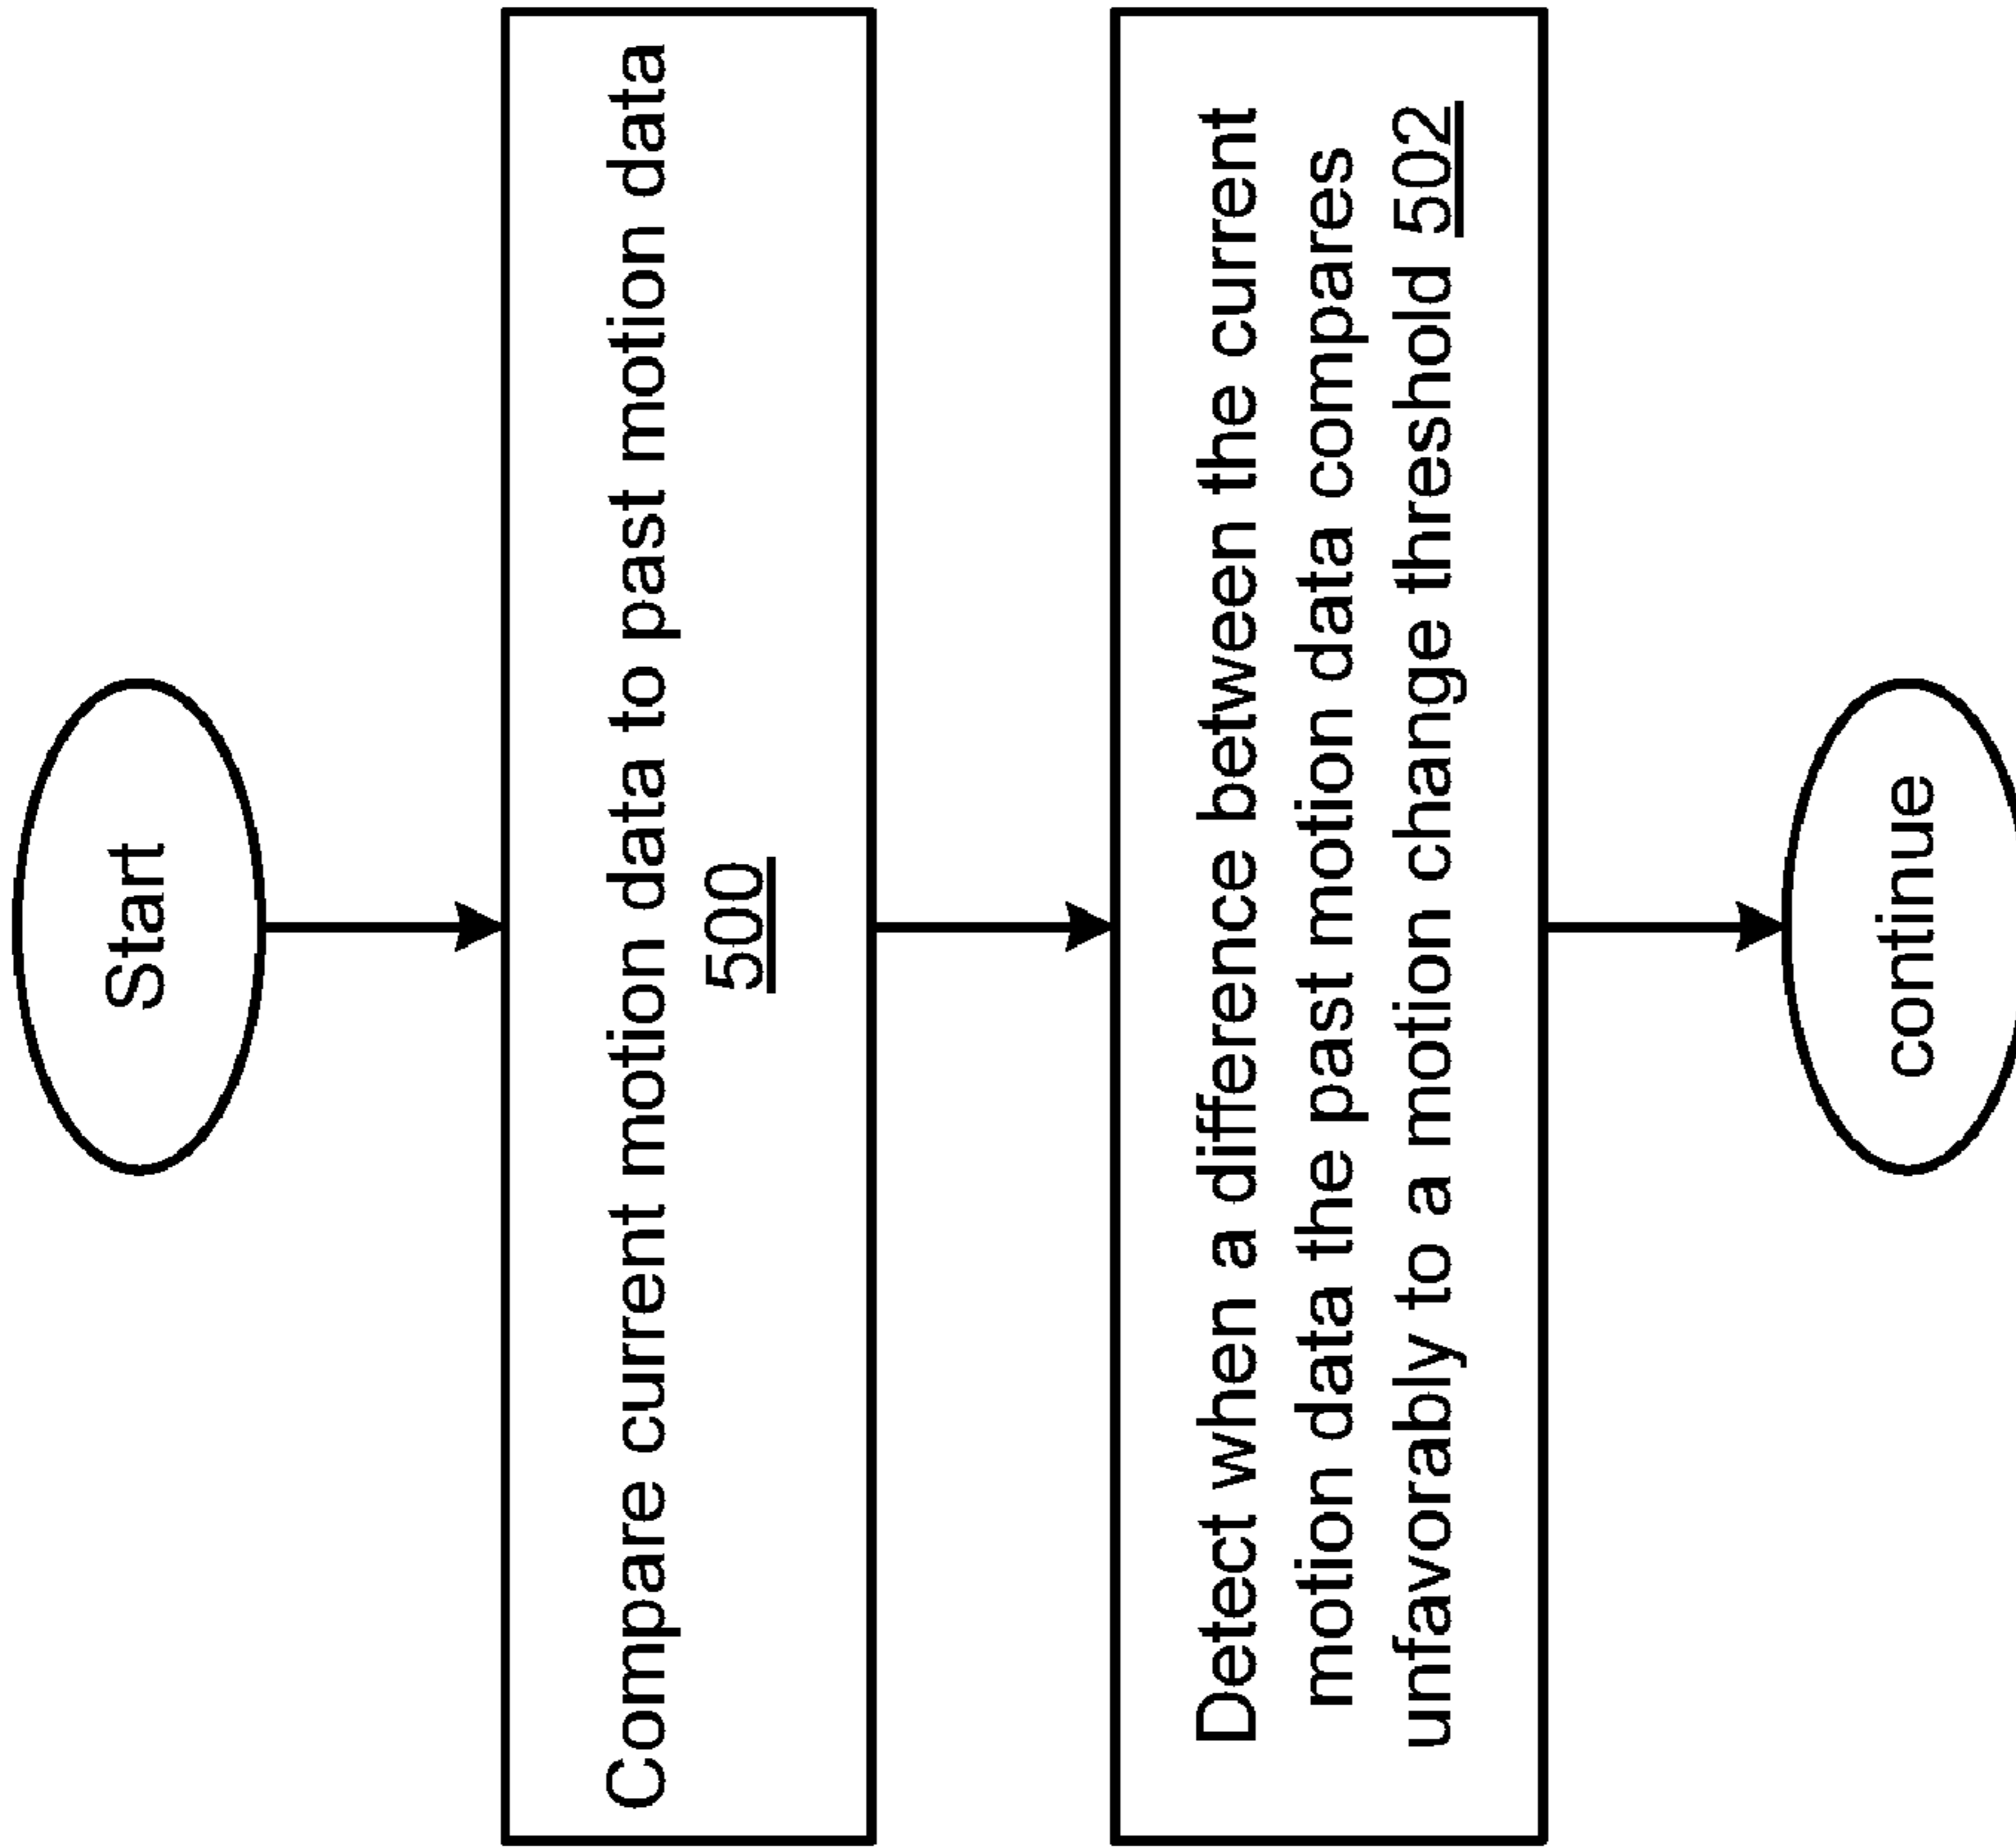 Start
Compare current motion data to past motion data
500
Detect when a difference between the current
motion data the past motion data compares
unfavorably to a motion change threshold 502
continue